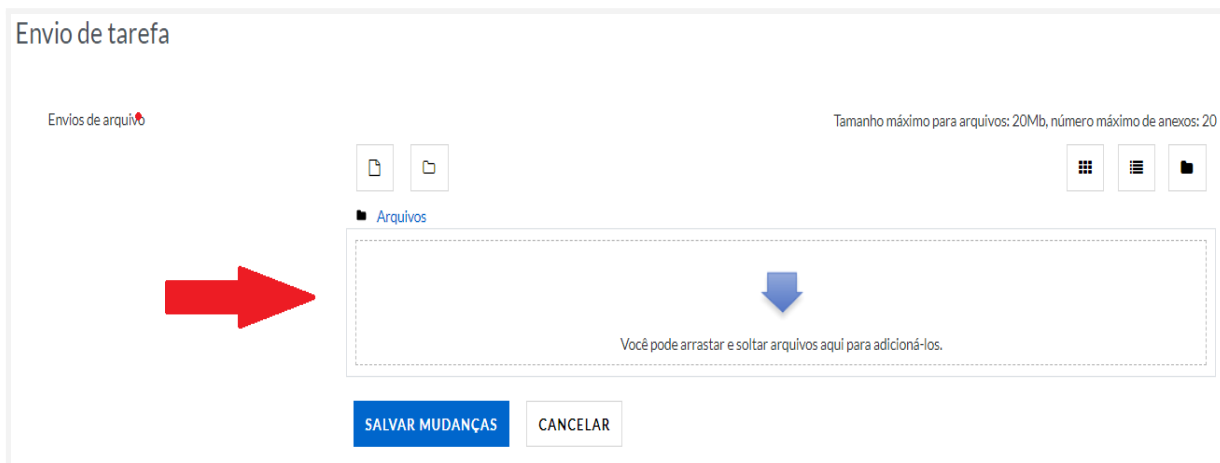 Envio de tarefa
Envios de arquivo
Tamanho máximo para arquivos: 20Mb, número máximo de anexos: 20
Arquivos
Você pode arrastar e soltar arquivos aqui para adicioná-los.
SALVAR MUDANÇAS
CANCELAR